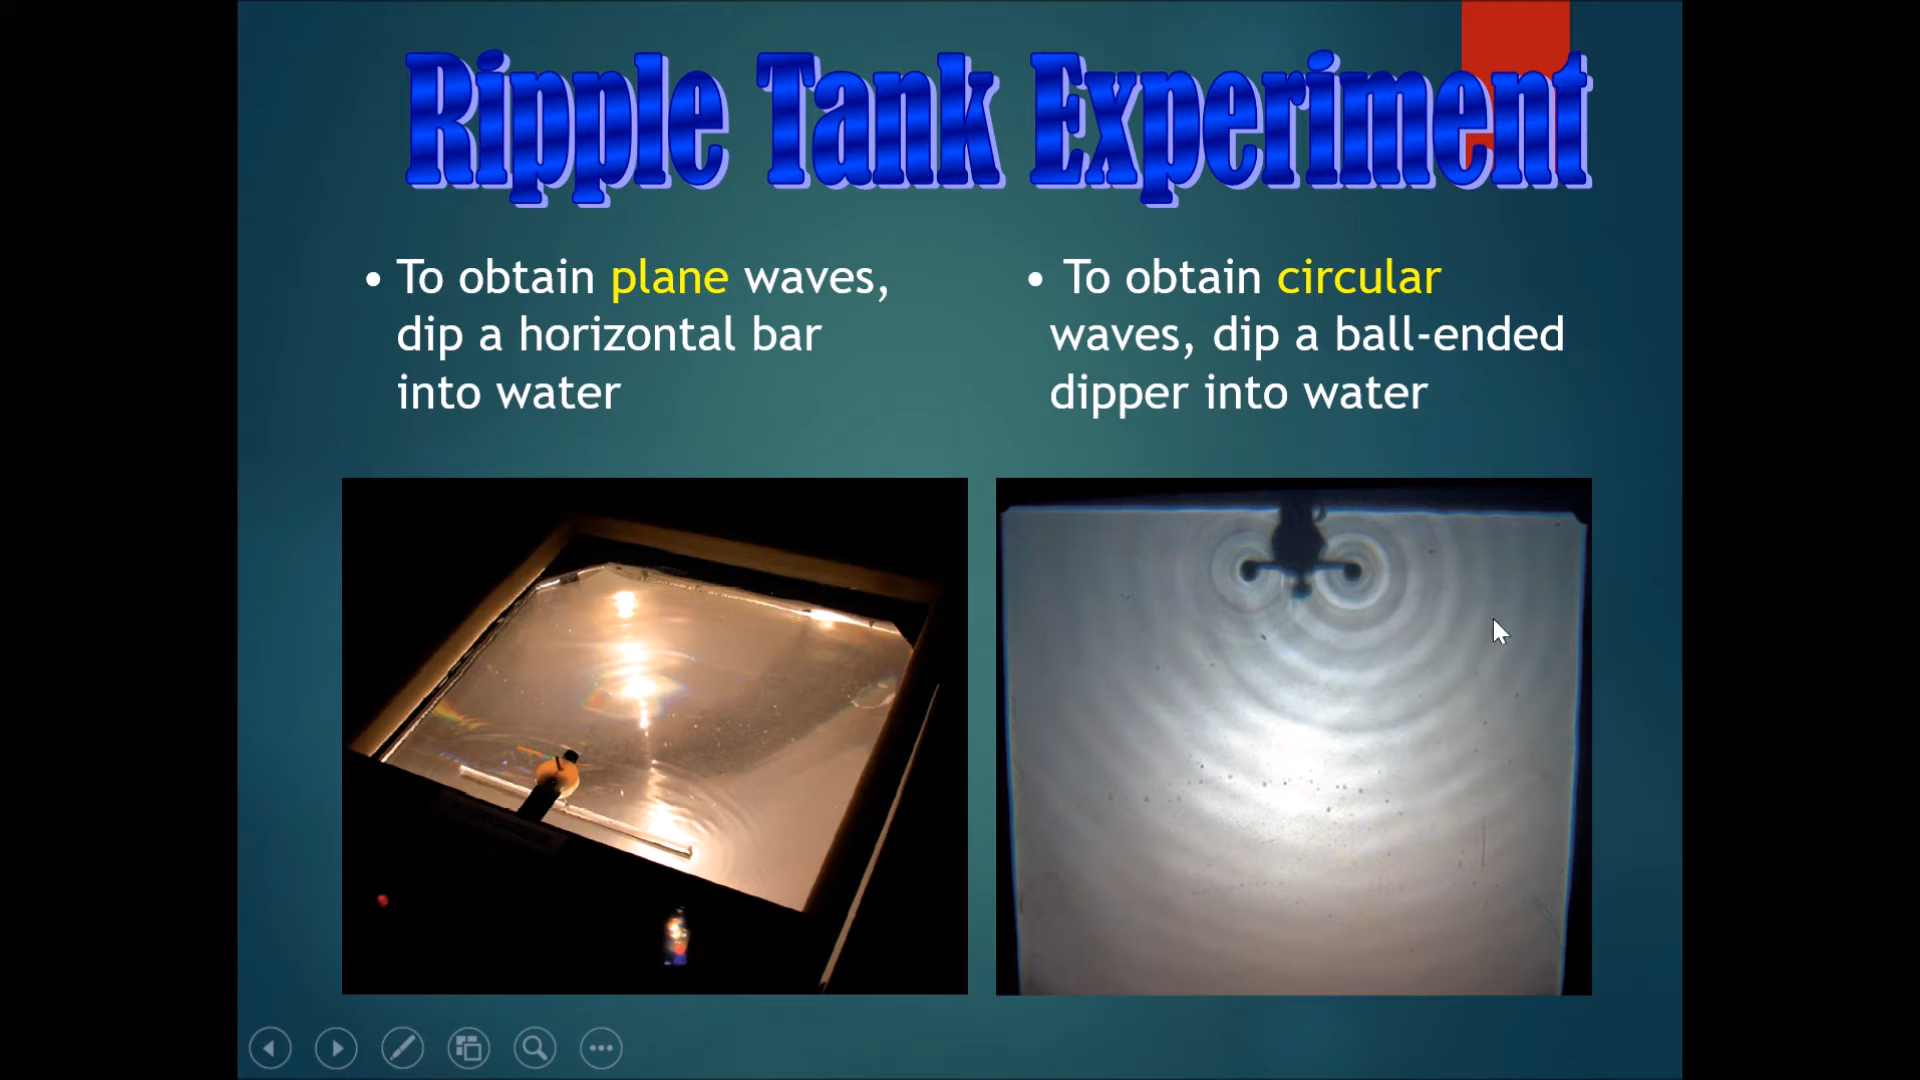 Ripple Tank Experiment
• To obtain plane waves,
dip a horizontal bar
into water
• To obtain circular
waves, dip a ball-ended
dipper into water